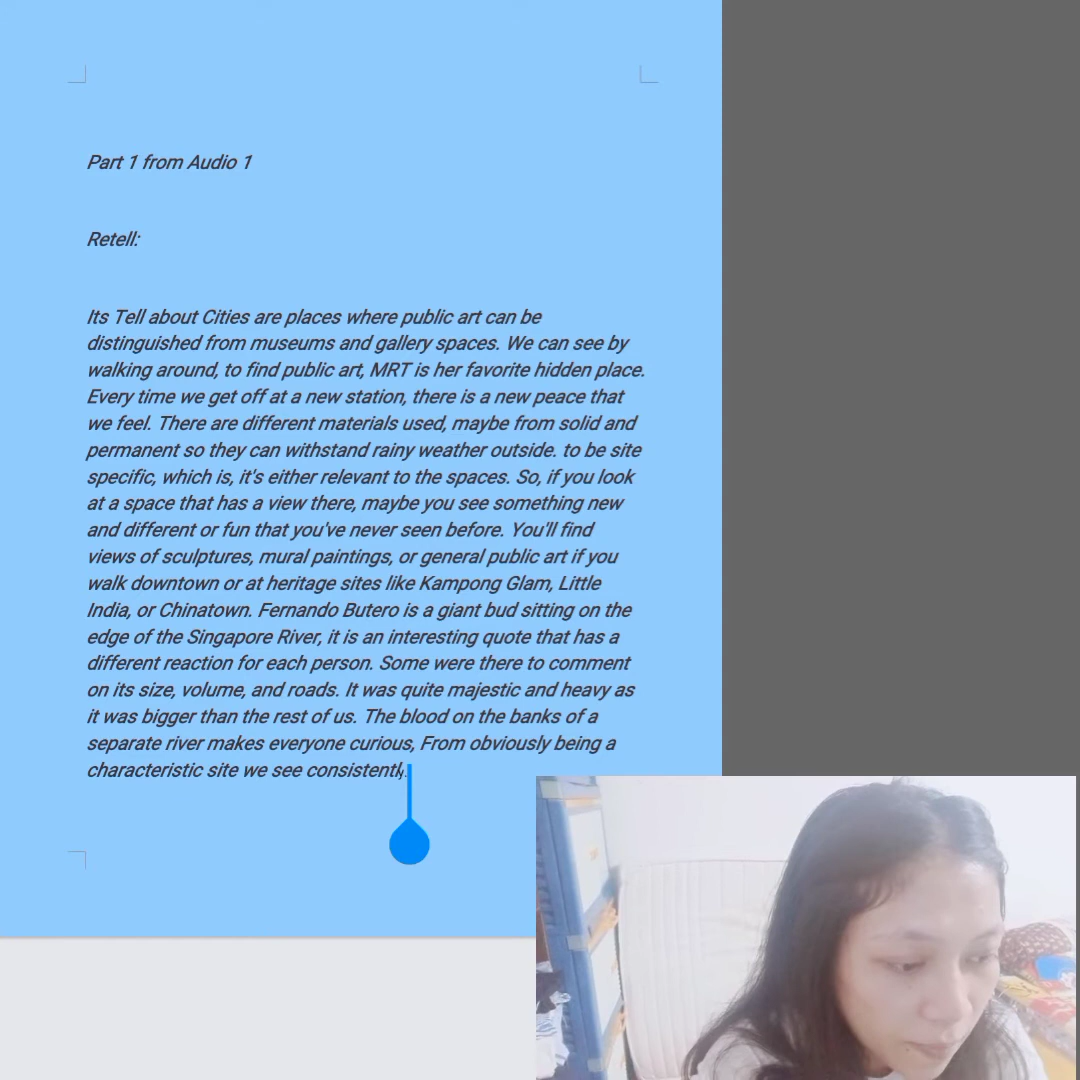 Part 1 from Audio 1
Retell:
Its Tell about Cities are places where public art can be
distinguished from museums and gallery spaces. We can see by
walking around, to find public art, MRT is her favorite hidden place.
Every time we get off at a new station, there is a new peace that
we feel. There are different materials used, maybe from solid and
permanent so they can withstand rainy weather outside. to be site
specific, which is, it's either relevant to the spaces. So, if you look
at a space that has a view there, maybe you see something new
and different or fun that you've never seen before. You'll find
views of sculptures, mural paintings, or general public art if you
walk downtown or at heritage sites like Kampong Glam, Little
India, or Chinatown. Fernando Butero is a giant bud sitting on the
edge of the Singapore River, it is an interesting quote that has a
different reaction for each person. Some were there to comment
on its size, volume, and roads. It was quite majestic and heavy as
it was bigger than the rest of us. The blood on the banks of a
separate river makes everyone curious, From obviously being a
characteristic site we see consistently.